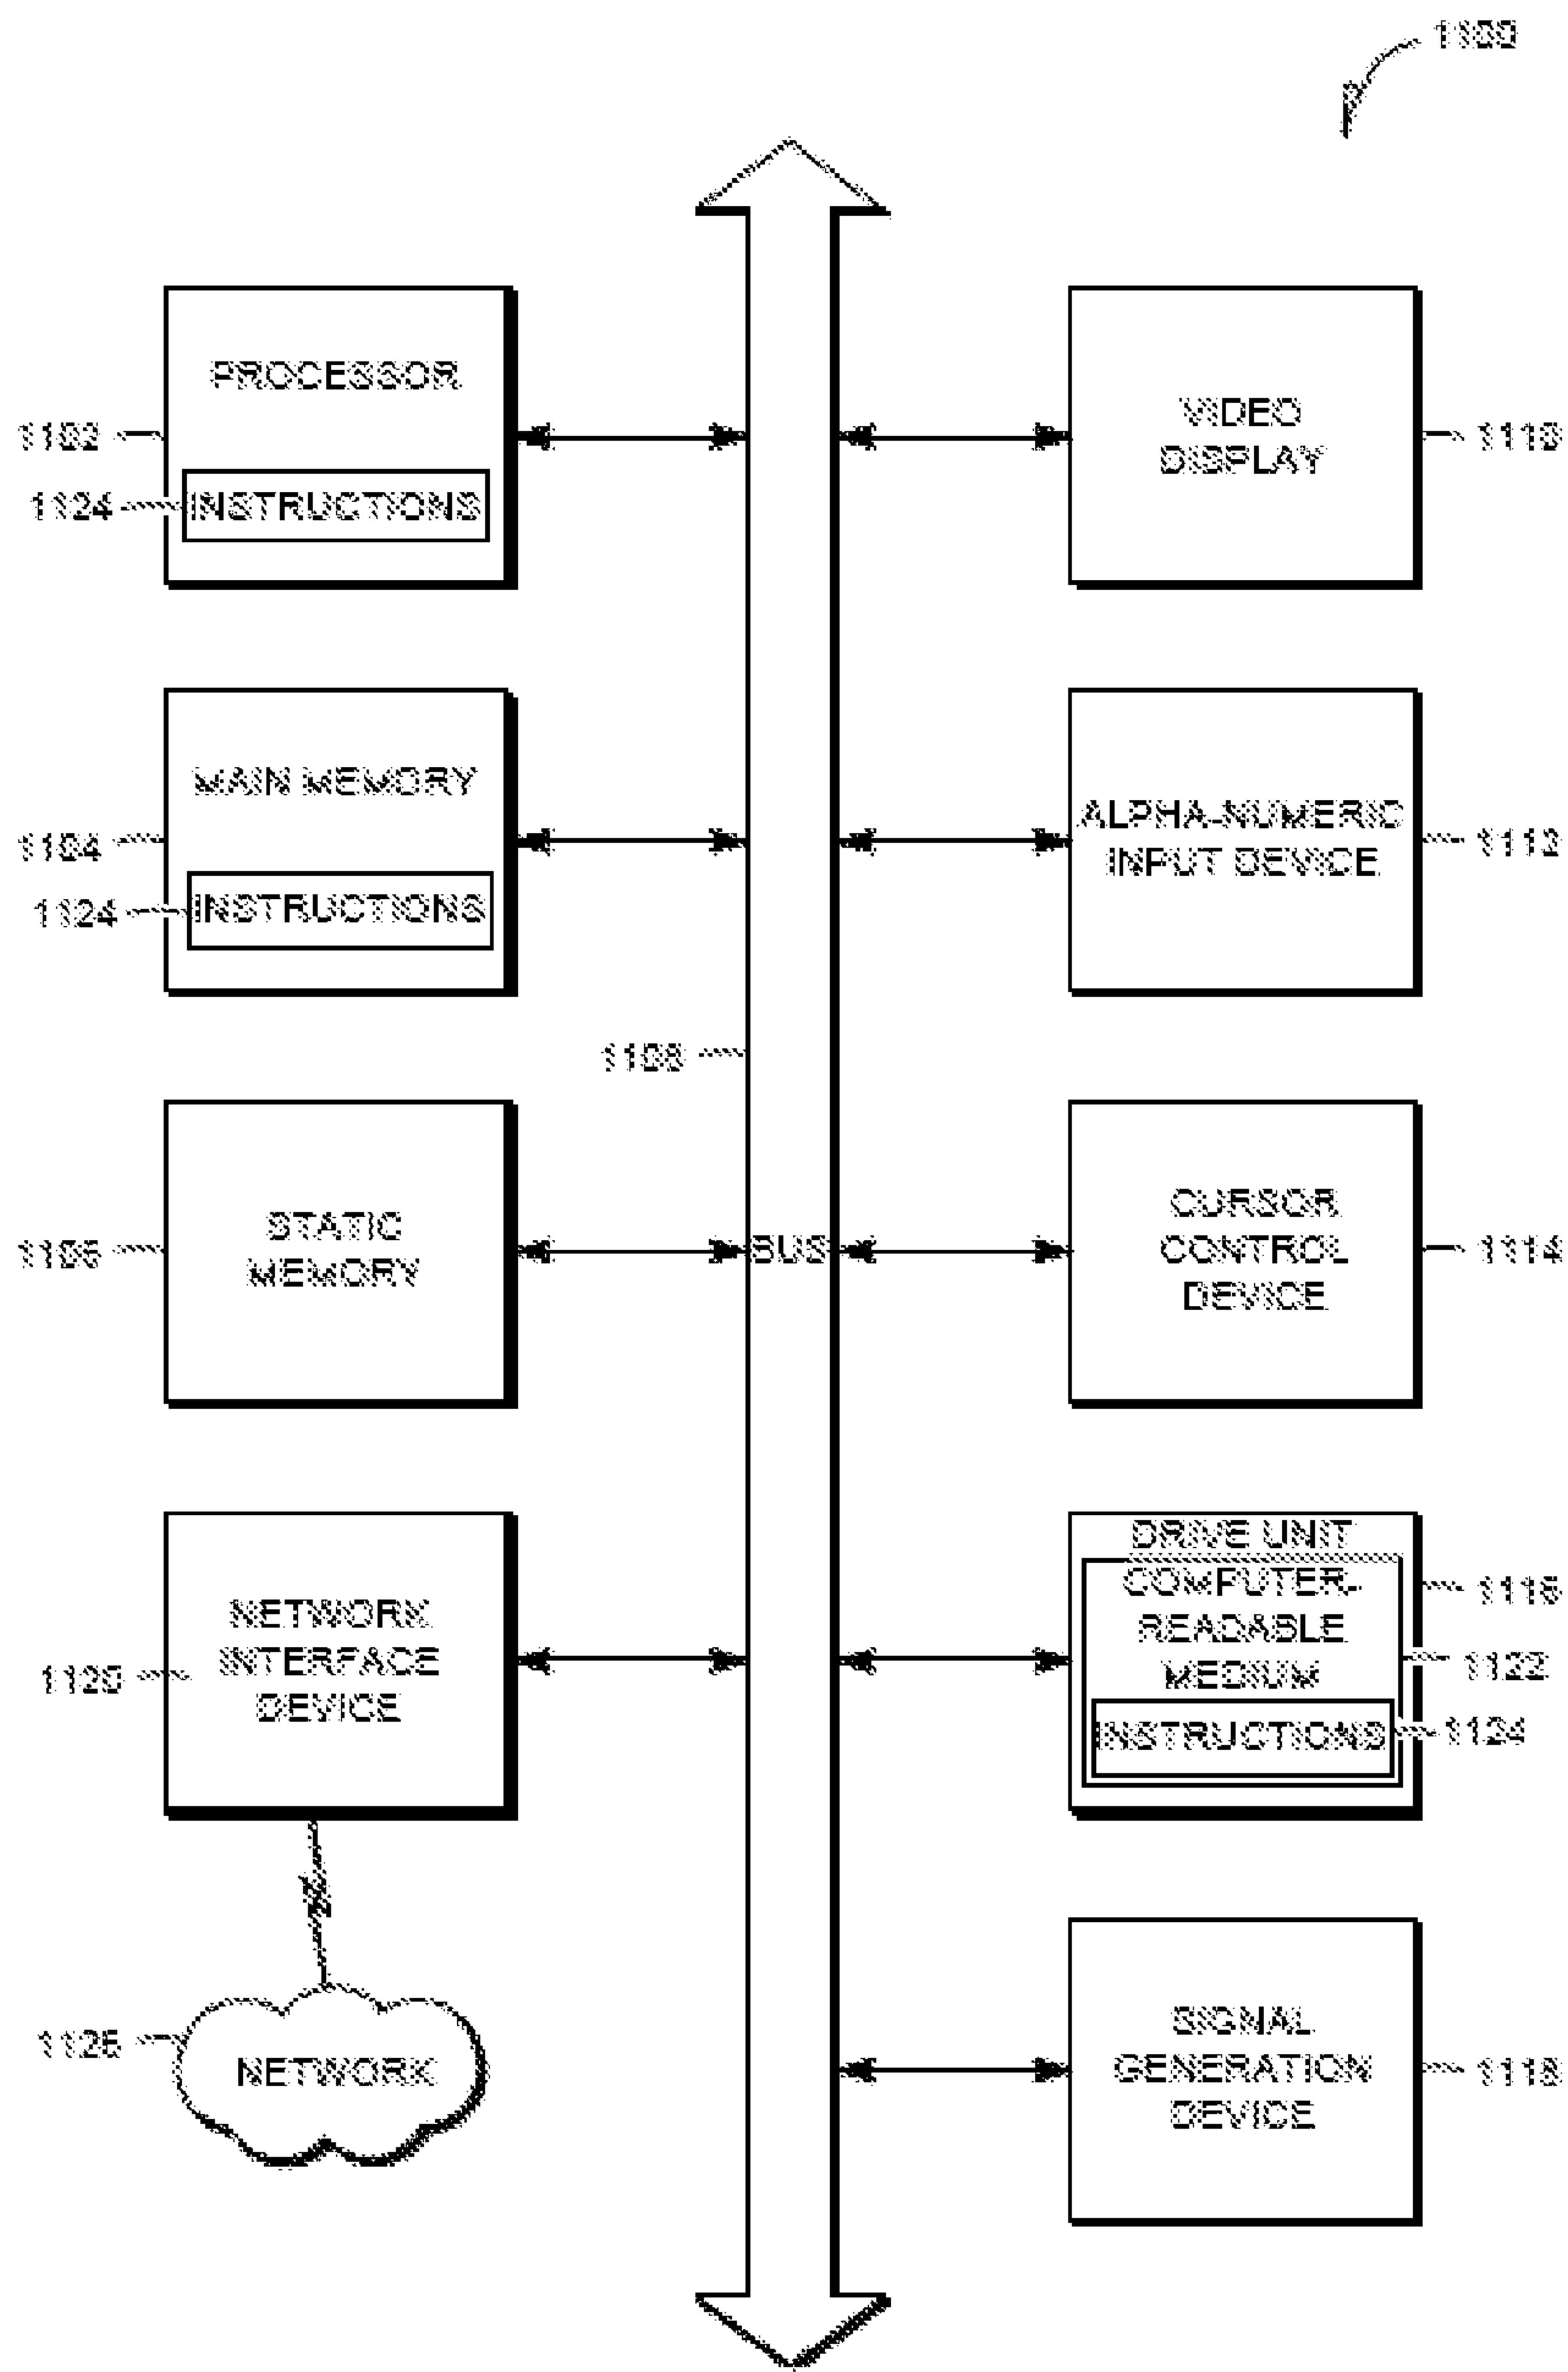 1100
PROCESSOR
1102
1124
INSTRUCTIONS
VIDEO
DISPLAY
1110
MAIN MEMORY
1104
1124
INSTRUCTIONS
ALPHA-NUMERIC
INPUT DEVICE
1112
1108
STATIC
MEMORY
1106
BUS
CURSOR
CONTROL
DEVICE
1114
NETWORK
INTERFACE
DEVICE
1120
DRIVE UNIT
COMPUTER-
READABLE
MEDIUM
INSTRUCTIONS
1116
1122
1124
1126
NETWORK
SIGNAL
GENERATION
DEVICE
1118